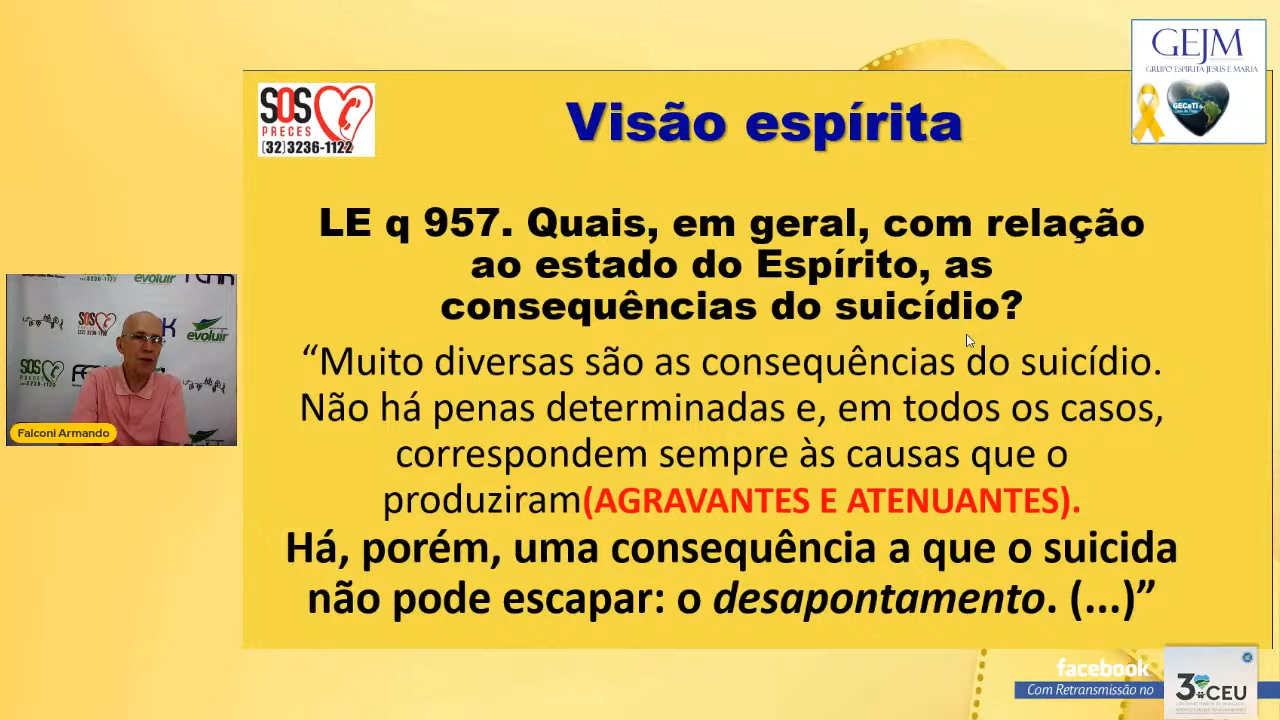 GEJM
GRUPO ESPÍRITA JESUS E MARIA
GECaTI
SOS
PRECES
(32)3236-1122
Visão espírita
LE q 957. Quais, em geral, com relação
ao estado do Espírito, as
consequências do suicídio?
“Muito diversas são as consequências do suicídio.
Não há penas determinadas e, em todos os casos,
correspondem sempre às causas que o
produziram(AGRAVANTES E ATENUANTES).
Há, porém, uma consequência a que o suicida
não pode escapar: o desapontamento. (...)”
evoluir
SOS
evoluir
SOS
Falconi Armando
facebook
Com Retransmissão no
3º CEU